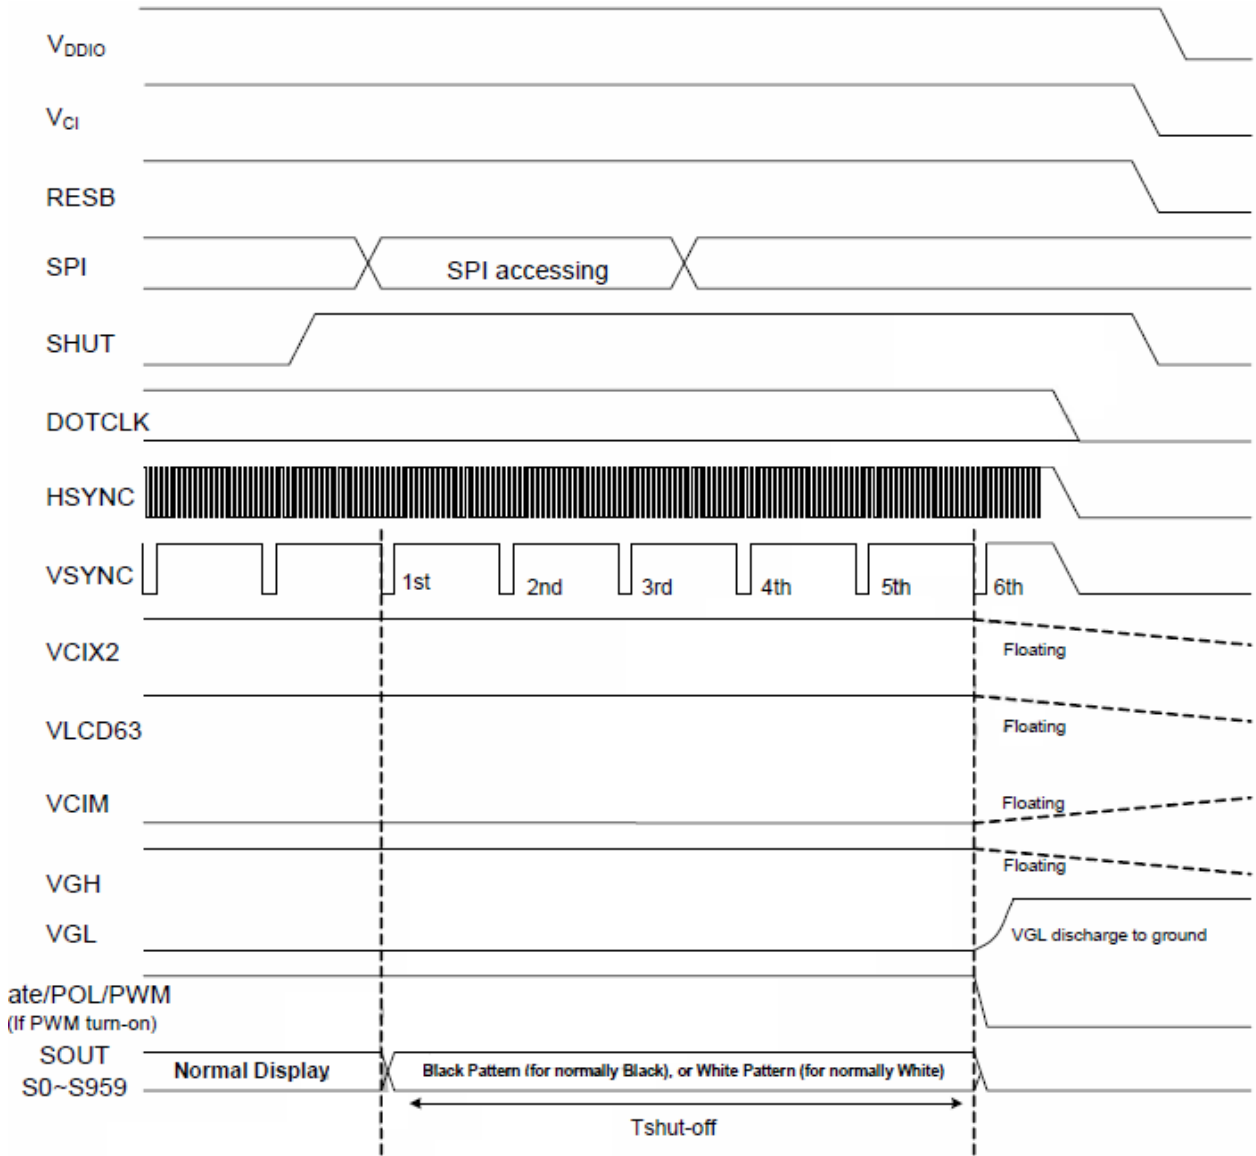 V_DDIO
V_CI
RESB
SPI
SPI accessing
SHUT
DOTCLK
HSYNC
VSYNC
1st
2nd
3rd
4th
5th
6th
VCIX2
Floating
VLCD63
Floating
VCIM
Floating
VGH
Floating
VGL
VGL discharge to ground
ate/POL/PWM
(If PWM turn-on)
SOUT
S0~S959
Normal Display
Black Pattern (for normally Black), or White Pattern (for normally White)
Tshut-off